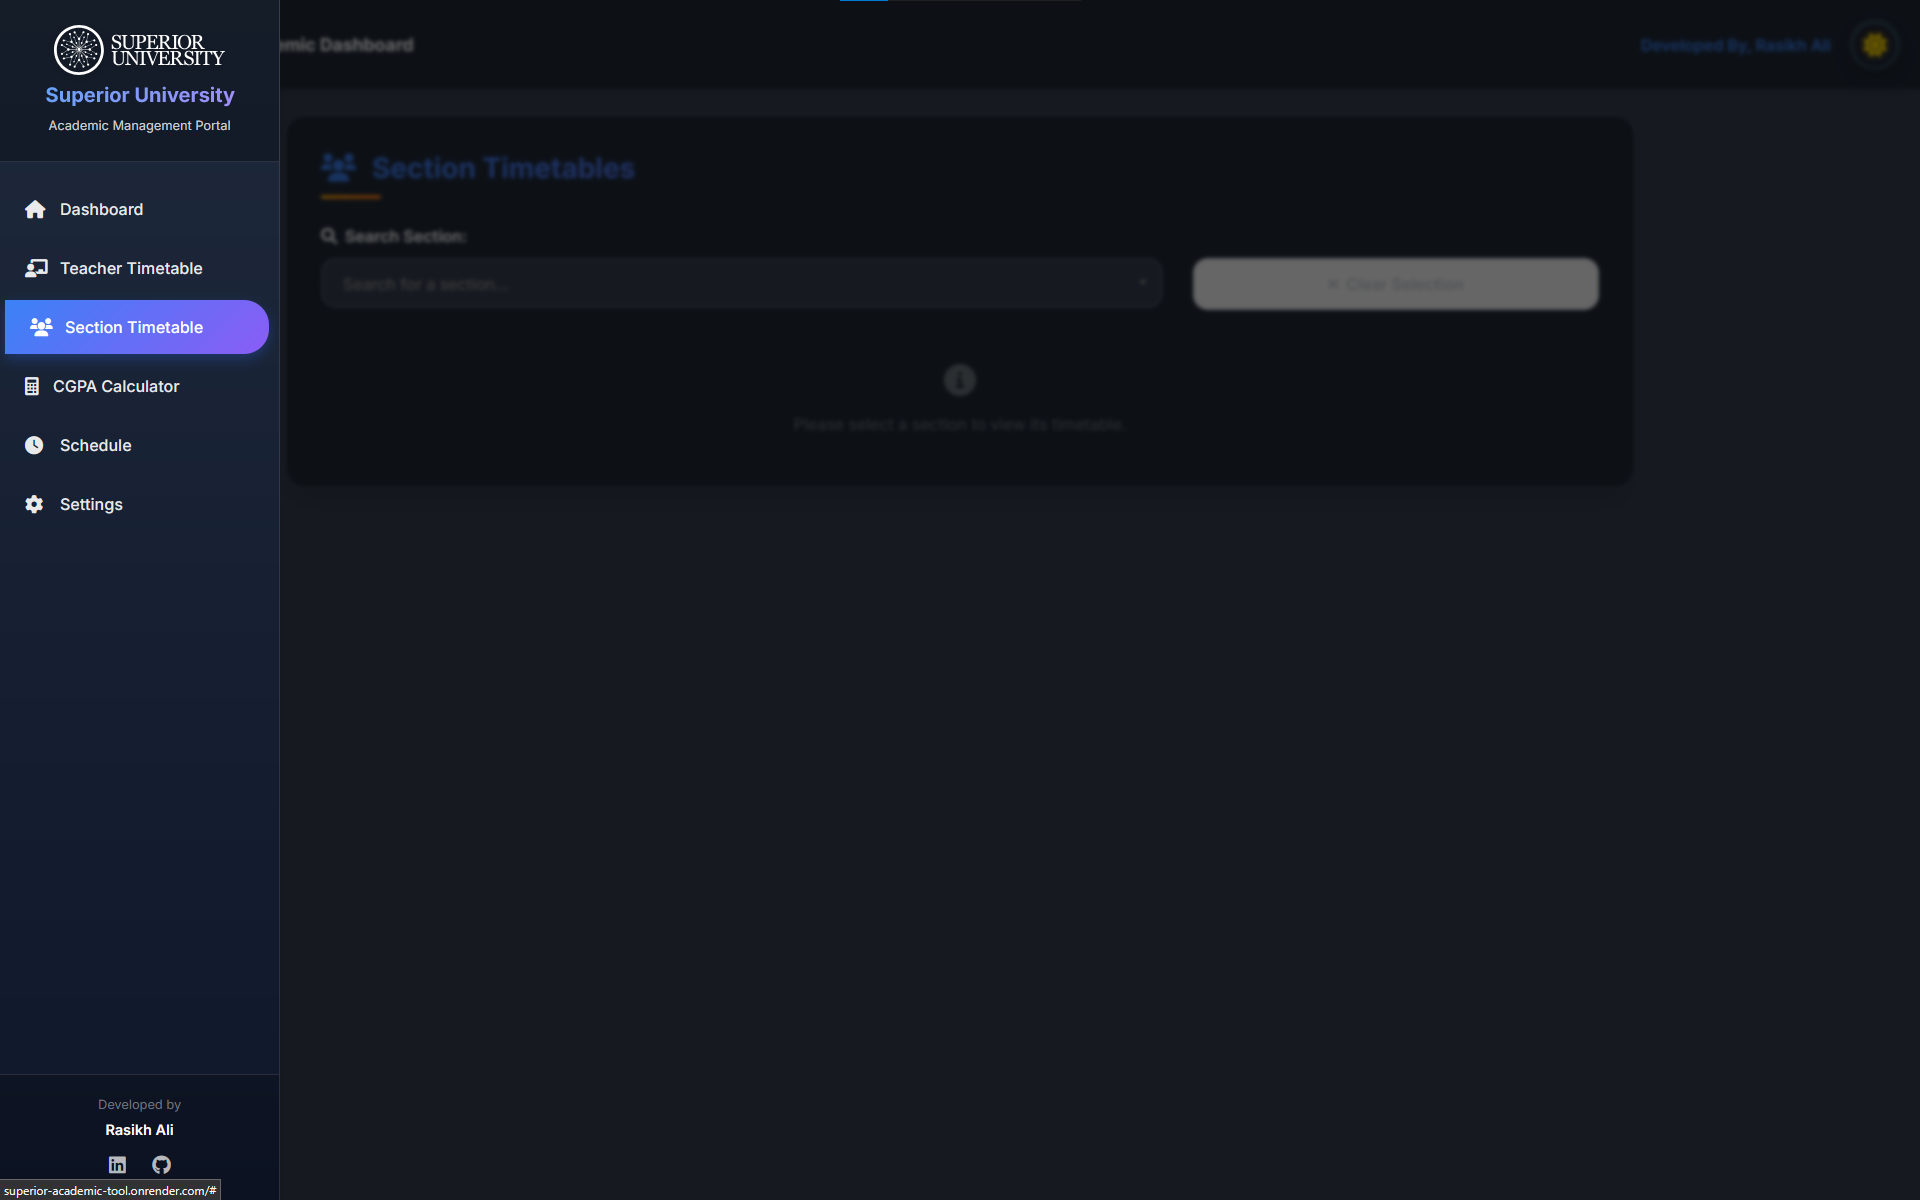 SUPERIOR
UNIVERSITY
Superior University
Academic Management Portal
Dashboard
Teacher Timetable
Section Timetable
CGPA Calculator
Schedule
Settings
Developed by
Rasikh Ali
superior-academic-tool.onrender.com/#
emic Dashboard
Developed By, Rasikh Ali
Section Timetables
Search Section:
Search for a section...
× Clear Selection
Please select a section to view its timetable.